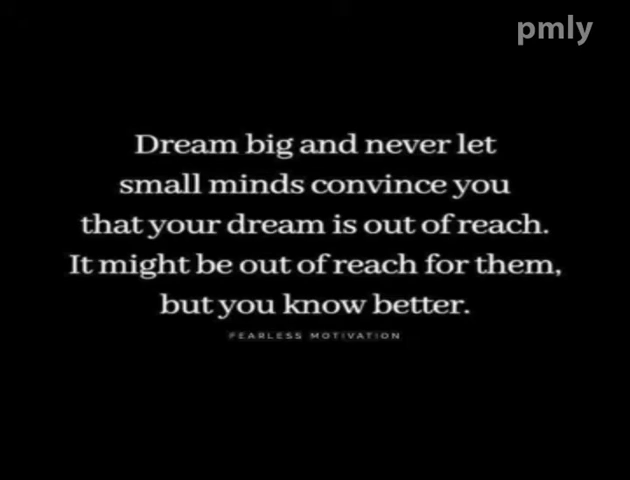 pmly
Dream big and never let
small minds convince you
that your dream is out of reach.
It might be out of reach for them,
but you know better.
FEARLESS MOTIVATION